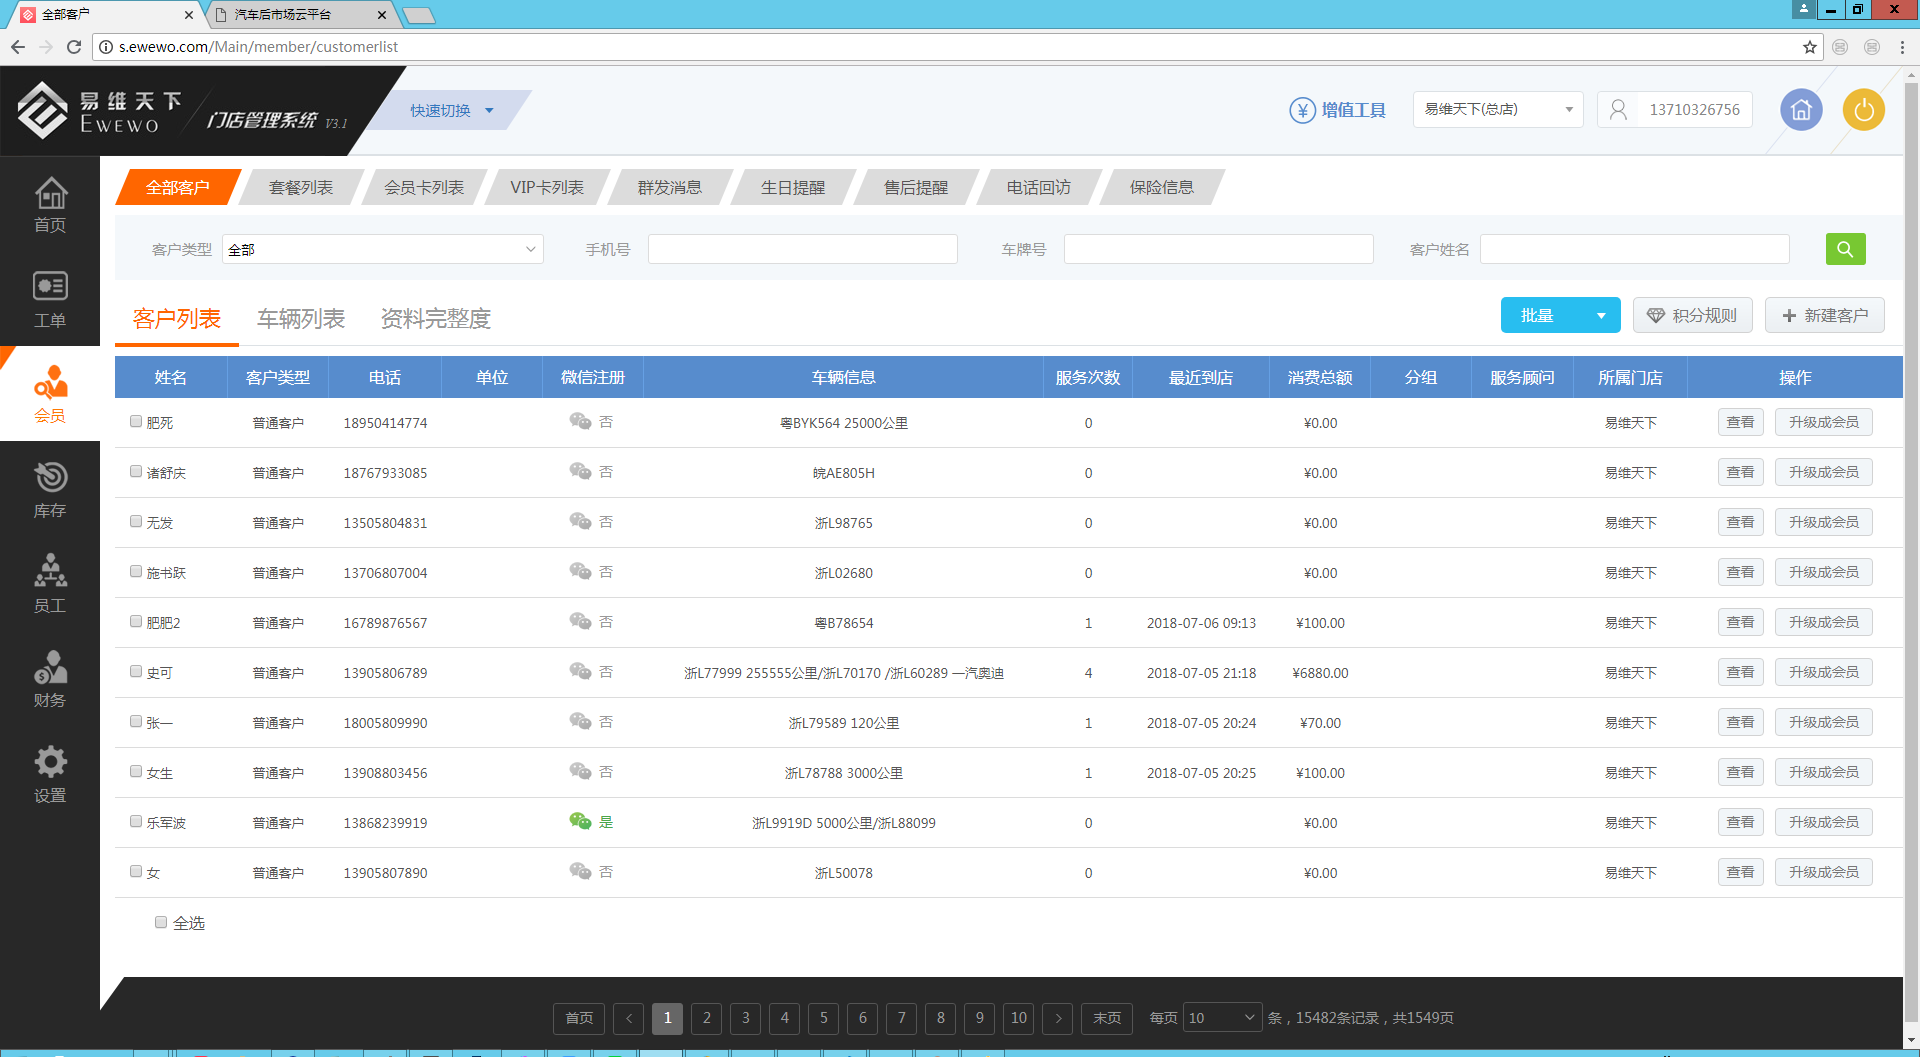 全部客户 汽车后市场云平台
s.ewewo.com/Main/member/customerlist
易维天下 EWEWO 门店管理系统 V3.1 快速切换 增值工具 易维天下(总店) 13710326756
首页
工单
会员
库存
员工
财务
设置
全部客户 套餐列表 会员卡列表 VIP卡列表 群发消息 生日提醒 售后提醒 电话回访 保险信息
客户类型 全部 手机号 车牌号 客户姓名
客户列表 车辆列表 资料完整度 批量 积分规则 新建客户
姓名 客户类型 电话 单位 微信注册 车辆信息 服务次数 最近到店 消费总额 分组 服务顾问 所属门店 操作
肥死 普通客户 18950414774 否 粤BYK564 25000公里 0 ¥0.00 易维天下 查看 升级成会员
诸舒庆 普通客户 18767933085 否 皖AE805H 0 ¥0.00 易维天下 查看 升级成会员
无发 普通客户 13505804831 否 浙L98765 0 ¥0.00 易维天下 查看 升级成会员
施书跃 普通客户 13706807004 否 浙L02680 0 ¥0.00 易维天下 查看 升级成会员
肥肥2 普通客户 16789876567 否 粤B78654 1 2018-07-06 09:13 ¥100.00 易维天下 查看 升级成会员
史可 普通客户 13905806789 否 浙L77999 255555公里/浙L70170 /浙L60289 一汽奥迪 4 2018-07-05 21:18 ¥6880.00 易维天下 查看 升级成会员
张一 普通客户 18005809990 否 浙L79589 120公里 1 2018-07-05 20:24 ¥70.00 易维天下 查看 升级成会员
女生 普通客户 13908803456 否 浙L78788 3000公里 1 2018-07-05 20:25 ¥100.00 易维天下 查看 升级成会员
乐军波 普通客户 13868239919 是 浙L9919D 5000公里/浙L88099 0 ¥0.00 易维天下 查看 升级成会员
女 普通客户 13905807890 否 浙L50078 0 ¥0.00 易维天下 查看 升级成会员
全选
首页 < 1 2 3 4 5 6 7 8 9 10 > 末页 每页 10 条，15482条记录，共1549页